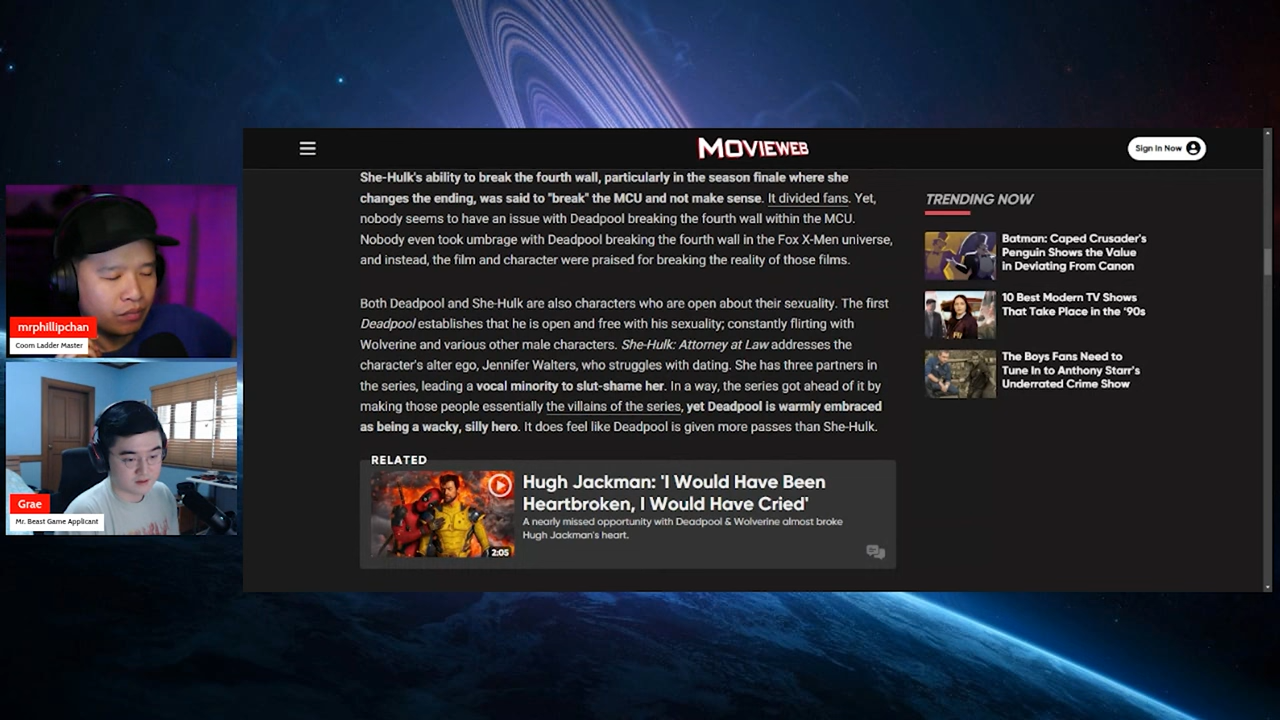 MOVIEWEB
Sign In Now
She-Hulk's ability to break the fourth wall, particularly in the season finale where she
changes the ending, was said to "break" the MCU and not make sense. It divided fans. Yet,
nobody seems to have an issue with Deadpool breaking the fourth wall within the MCU.
Nobody even took umbrage with Deadpool breaking the fourth wall in the Fox X-Men universe,
and instead, the film and character were praised for breaking the reality of those films.
Both Deadpool and She-Hulk are also characters who are open about their sexuality. The first
Deadpool establishes that he is open and free with his sexuality; constantly flirting with
Wolverine and various other male characters. She-Hulk: Attorney at Law addresses the
character's alter ego, Jennifer Walters, who struggles with dating. She has three partners in
the series, leading a vocal minority to slut-shame her. In a way, the series got ahead of it by
making those people essentially the villains of the series, yet Deadpool is warmly embraced
as being a wacky, silly hero. It does feel like Deadpool is given more passes than She-Hulk.
RELATED
Hugh Jackman: 'I Would Have Been
Heartbroken, I Would Have Cried'
A nearly missed opportunity with Deadpool & Wolverine almost broke
Hugh Jackman's heart.
2:05
TRENDING NOW
Batman: Caped Crusader's
Penguin Shows the Value
in Deviating From Canon
10 Best Modern TV Shows
That Take Place in the '90s
The Boys Fans Need to
Tune In to Anthony Starr's
Underrated Crime Show
mrphillipchan
Coom Ladder Master
Grae
Mr. Beast Game Applicant